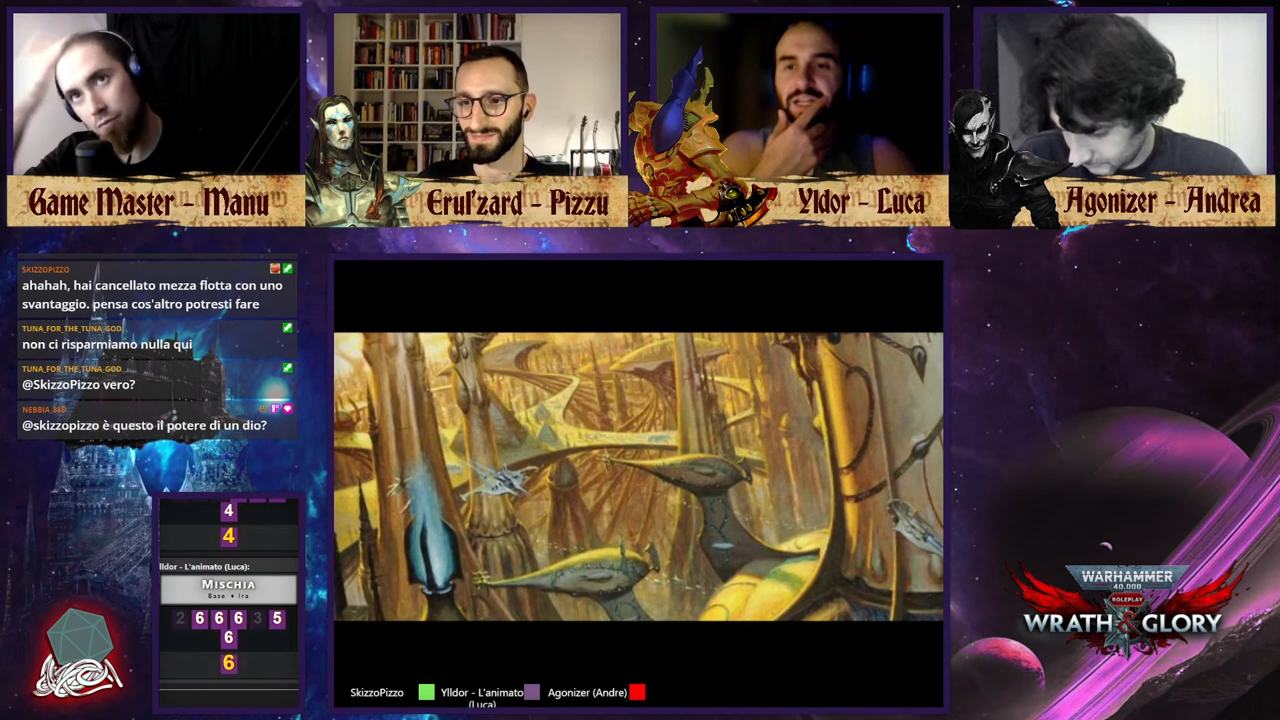 Game Master - Manu
Erul'zard - Pizzu
Yldor - Luca
Agonizer - Andrea
SKIZZOPIZZO
ahahah, hai cancellato mezza flotta con uno
svantaggio. pensa cos'altro potresti fare
TUNA_FOR_THE_TUNA_GOD
non ci risparmiamo nulla qui
TUNA_FOR_THE_TUNA_GOD
@SkizzoPizzo vero?
@skizzopizzo è questo il potere di un dio?
4
4
lldor - L'animato (Luca):
MISCHIA
Base • Ira
2 6 6 6 3 5
6
6
SkizzoPizzo
Ylldor - L'animato
(Luca)
Agonizer (Andre)
WARHAMMER
40,000
ROLEPLAY
WRATH & GLORY